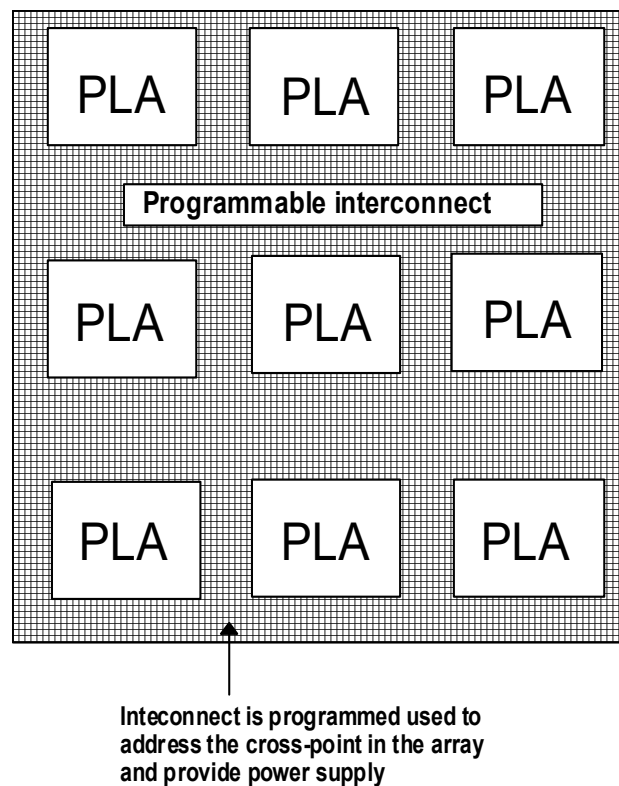 PLA PLA PLA
Programmable interconnect
PLA PLA PLA
PLA PLA PLA
Inteconnect is programmed used to
address the cross-point in the array
and provide power supply